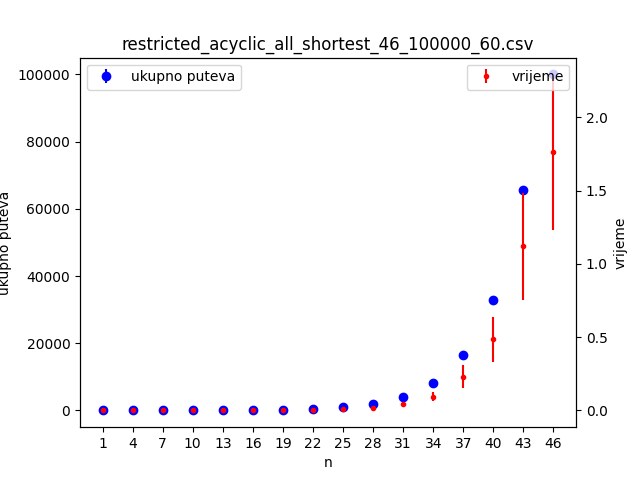 restricted_acyclic_all_shortest_46_100000_60.csv
ukupno puteva
vrijeme
100000
80000
60000
40000
20000
0
ukupno puteva
2.0
1.5
1.0
0.5
0.0
vrijeme
1 4 7 10 13 16 19 22 25 28 31 34 37 40 43 46
n